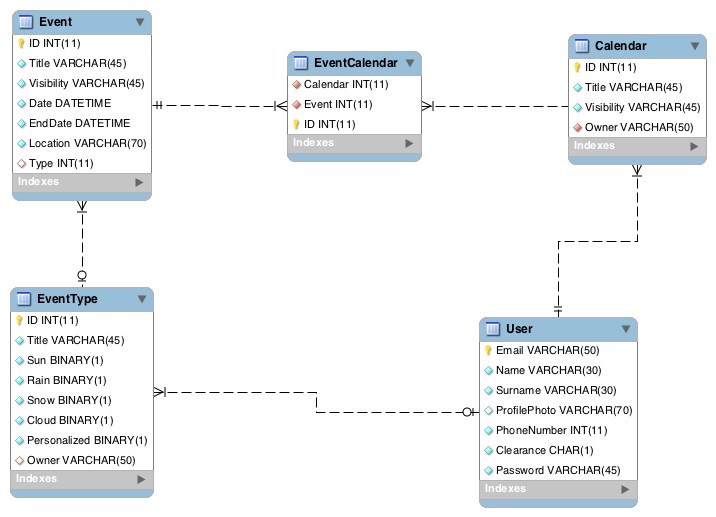 Event
ID INT(11)
Title VARCHAR(45)
Visibility VARCHAR(45)
Date DATETIME
EndDate DATETIME
Location VARCHAR(70)
Type INT(11)
Indexes
EventCalendar
Calendar INT(11)
Event INT(11)
ID INT(11)
Indexes
Calendar
ID INT(11)
Title VARCHAR(45)
Visibility VARCHAR(45)
Owner VARCHAR(50)
Indexes
EventType
ID INT(11)
Title VARCHAR(45)
Sun BINARY(1)
Rain BINARY(1)
Snow BINARY(1)
Cloud BINARY(1)
Personalized BINARY(1)
Owner VARCHAR(50)
Indexes
User
Email VARCHAR(50)
Name VARCHAR(30)
Surname VARCHAR(30)
ProfilePhoto VARCHAR(70)
PhoneNumber INT(11)
Clearance CHAR(1)
Password VARCHAR(45)
Indexes